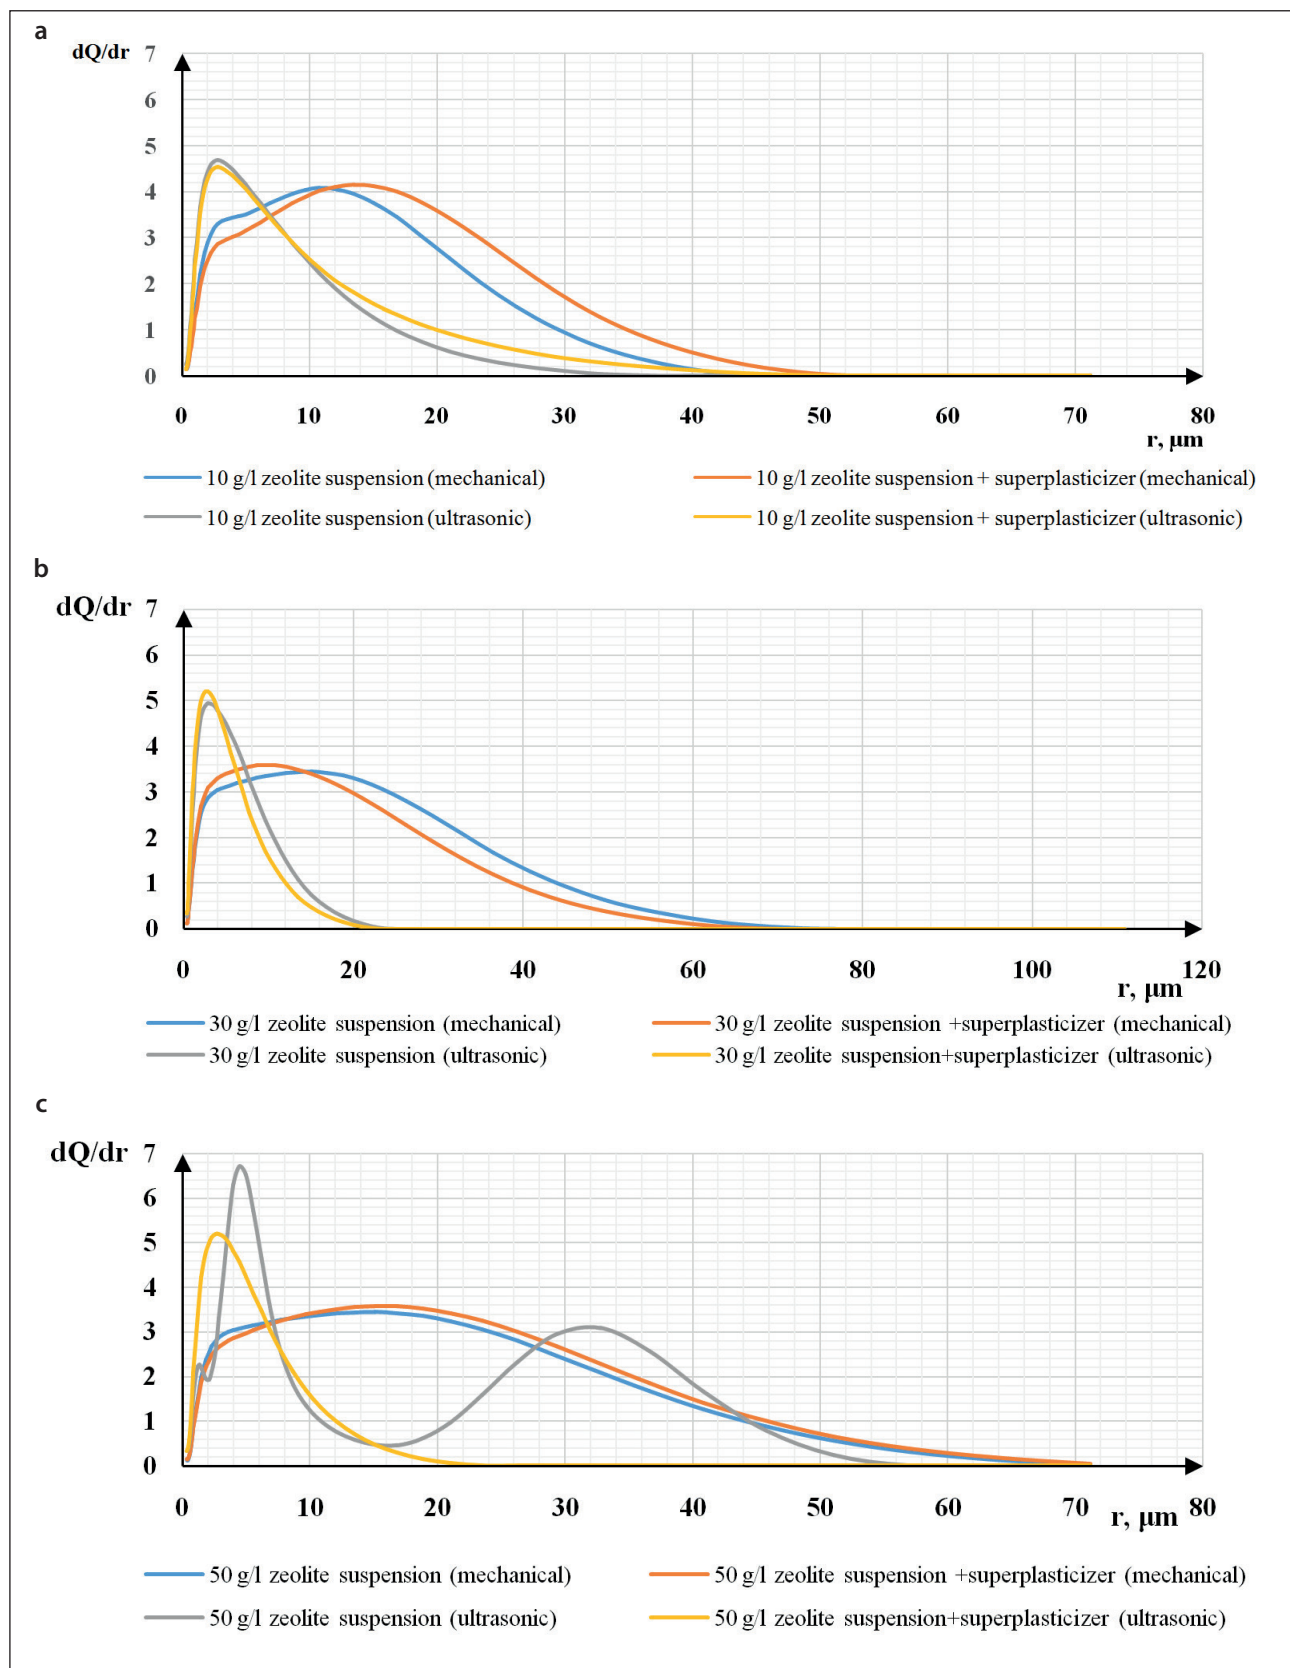 a
dQ/dr
7
6
5
4
3
2
1
0
0 10 20 30 40 50 60 70 80
r, μm
10 g/l zeolite suspension (mechanical) 10 g/l zeolite suspension + superplasticizer (mechanical)
10 g/l zeolite suspension (ultrasonic) 10 g/l zeolite suspension + superplasticizer (ultrasonic)
b
dQ/dr
7
6
5
4
3
2
1
0
0 20 40 60 80 100 120
r, μm
30 g/l zeolite suspension (mechanical) 30 g/l zeolite suspension +superplasticizer (mechanical)
30 g/l zeolite suspension (ultrasonic) 30 g/l zeolite suspension+superplasticizer (ultrasonic)
c
dQ/dr
7
6
5
4
3
2
1
0
0 10 20 30 40 50 60 70 80
r, μm
50 g/l zeolite suspension (mechanical) 50 g/l zeolite suspension +superplasticizer (mechanical)
50 g/l zeolite suspension (ultrasonic) 50 g/l zeolite suspension+superplasticizer (ultrasonic)